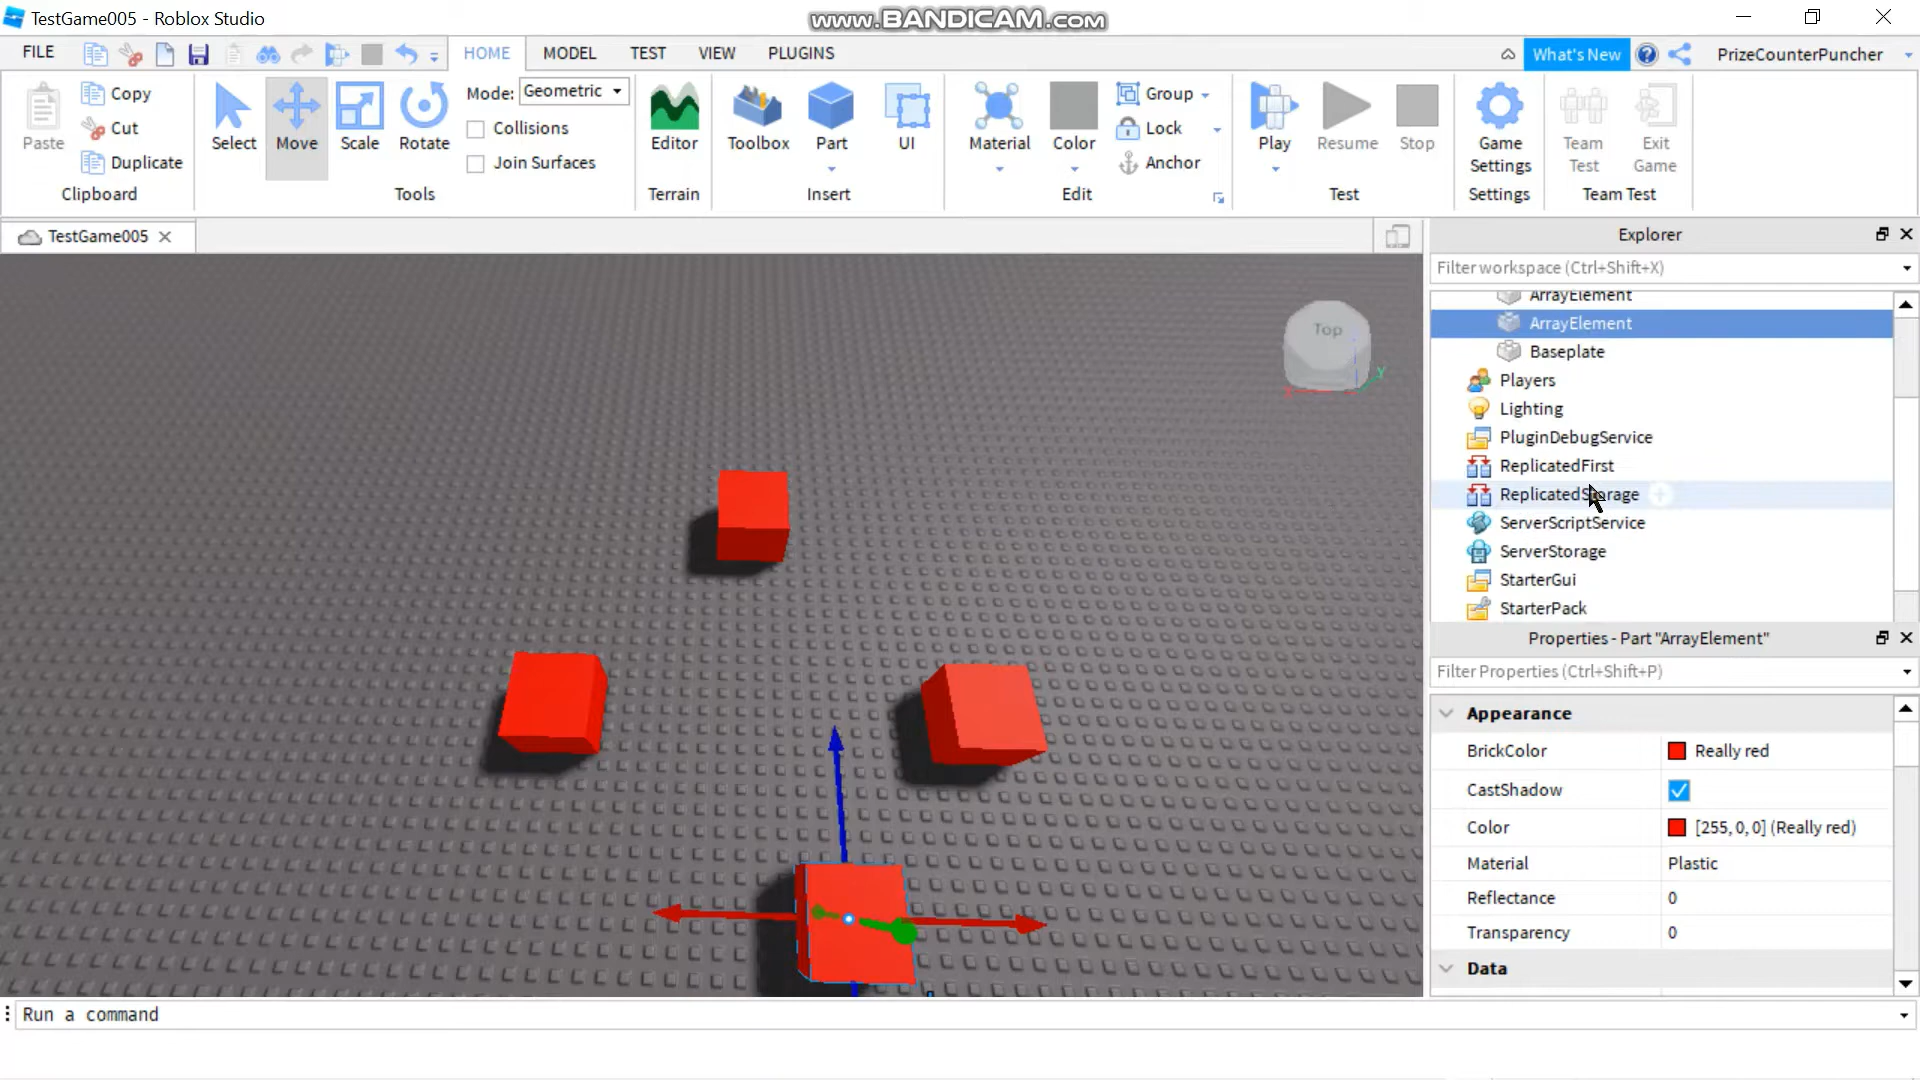 TestGame005 - Roblox Studio
www.BANDICAM.com
FILE HOME MODEL TEST VIEW PLUGINS What's New PrizeCounterPuncher
Paste
Copy
Cut
Duplicate
Clipboard
Select
Move
Scale
Rotate
Mode: Geometric
Collisions
Join Surfaces
Tools
Editor
Terrain
Toolbox
Part
UI
Insert
Material
Color
Group
Lock
Anchor
Edit
Play
Resume
Stop
Test
Game
Settings
Settings
Team
Test
Exit
Game
Team Test
TestGame005
Top
x
y
Explorer
Filter workspace (Ctrl+Shift+X)
ArrayElement
ArrayElement
Baseplate
Players
Lighting
PluginDebugService
ReplicatedFirst
ReplicatedStorage
ServerScriptService
ServerStorage
StarterGui
StarterPack
Properties - Part "ArrayElement"
Filter Properties (Ctrl+Shift+P)
Appearance
BrickColor Really red
CastShadow
Color [255, 0, 0] (Really red)
Material Plastic
Reflectance 0
Transparency 0
Data
Run a command